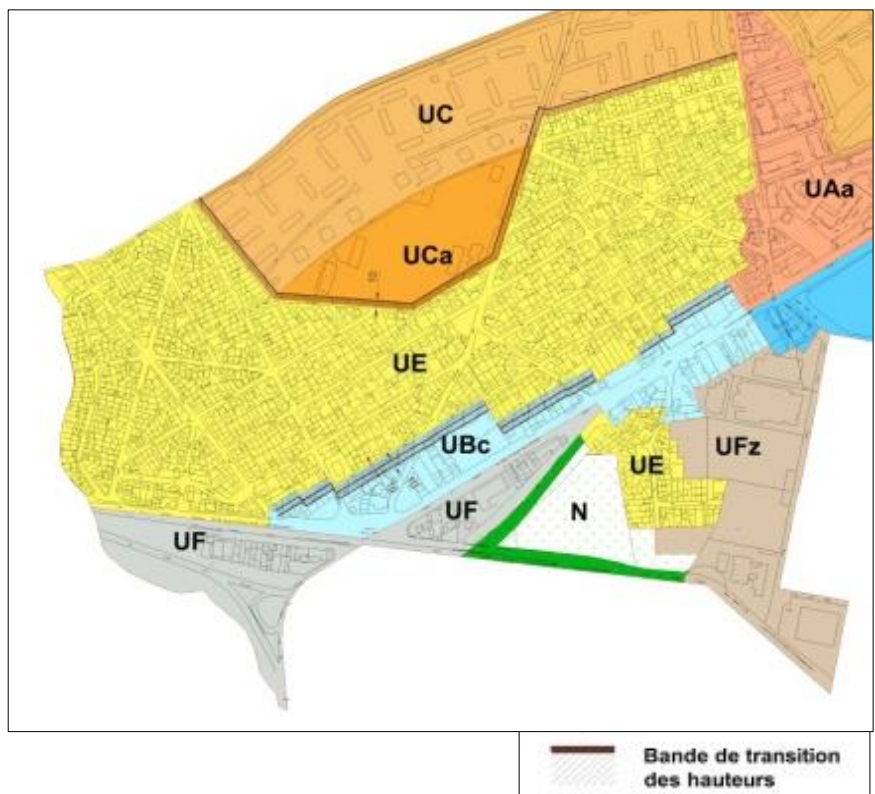 UC
UAa
UCa
UE
UBc
UE
UFz
UF
N
UF
Bande de transition
des hauteurs